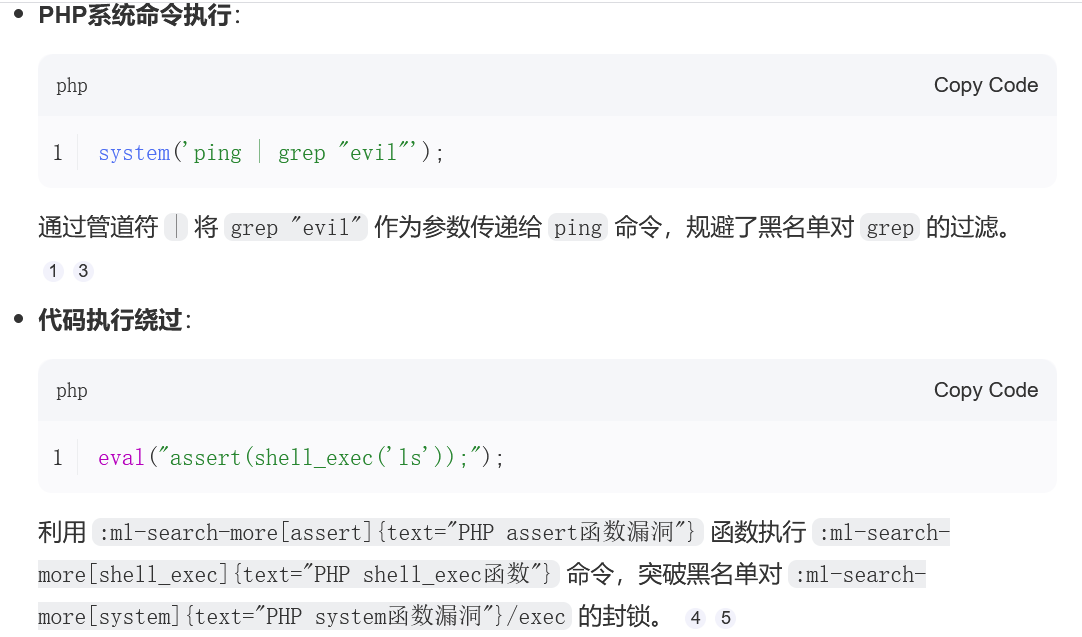 • PHP系统命令执行：
php Copy Code
1 system('ping | grep "evil"');
通过管道符 | 将 grep "evil" 作为参数传递给 ping 命令，规避了黑名单对 grep 的过滤。
1 3
• 代码执行绕过：
php Copy Code
1 eval("assert(shell_exec('ls'));");
利用 :ml-search-more[assert]{text="PHP assert函数漏洞"} 函数执行 :ml-search-
more[shell_exec]{text="PHP shell_exec函数"} 命令，突破黑名单对 :ml-search-
more[system]{text="PHP system函数漏洞"}/exec 的封锁。 4 5